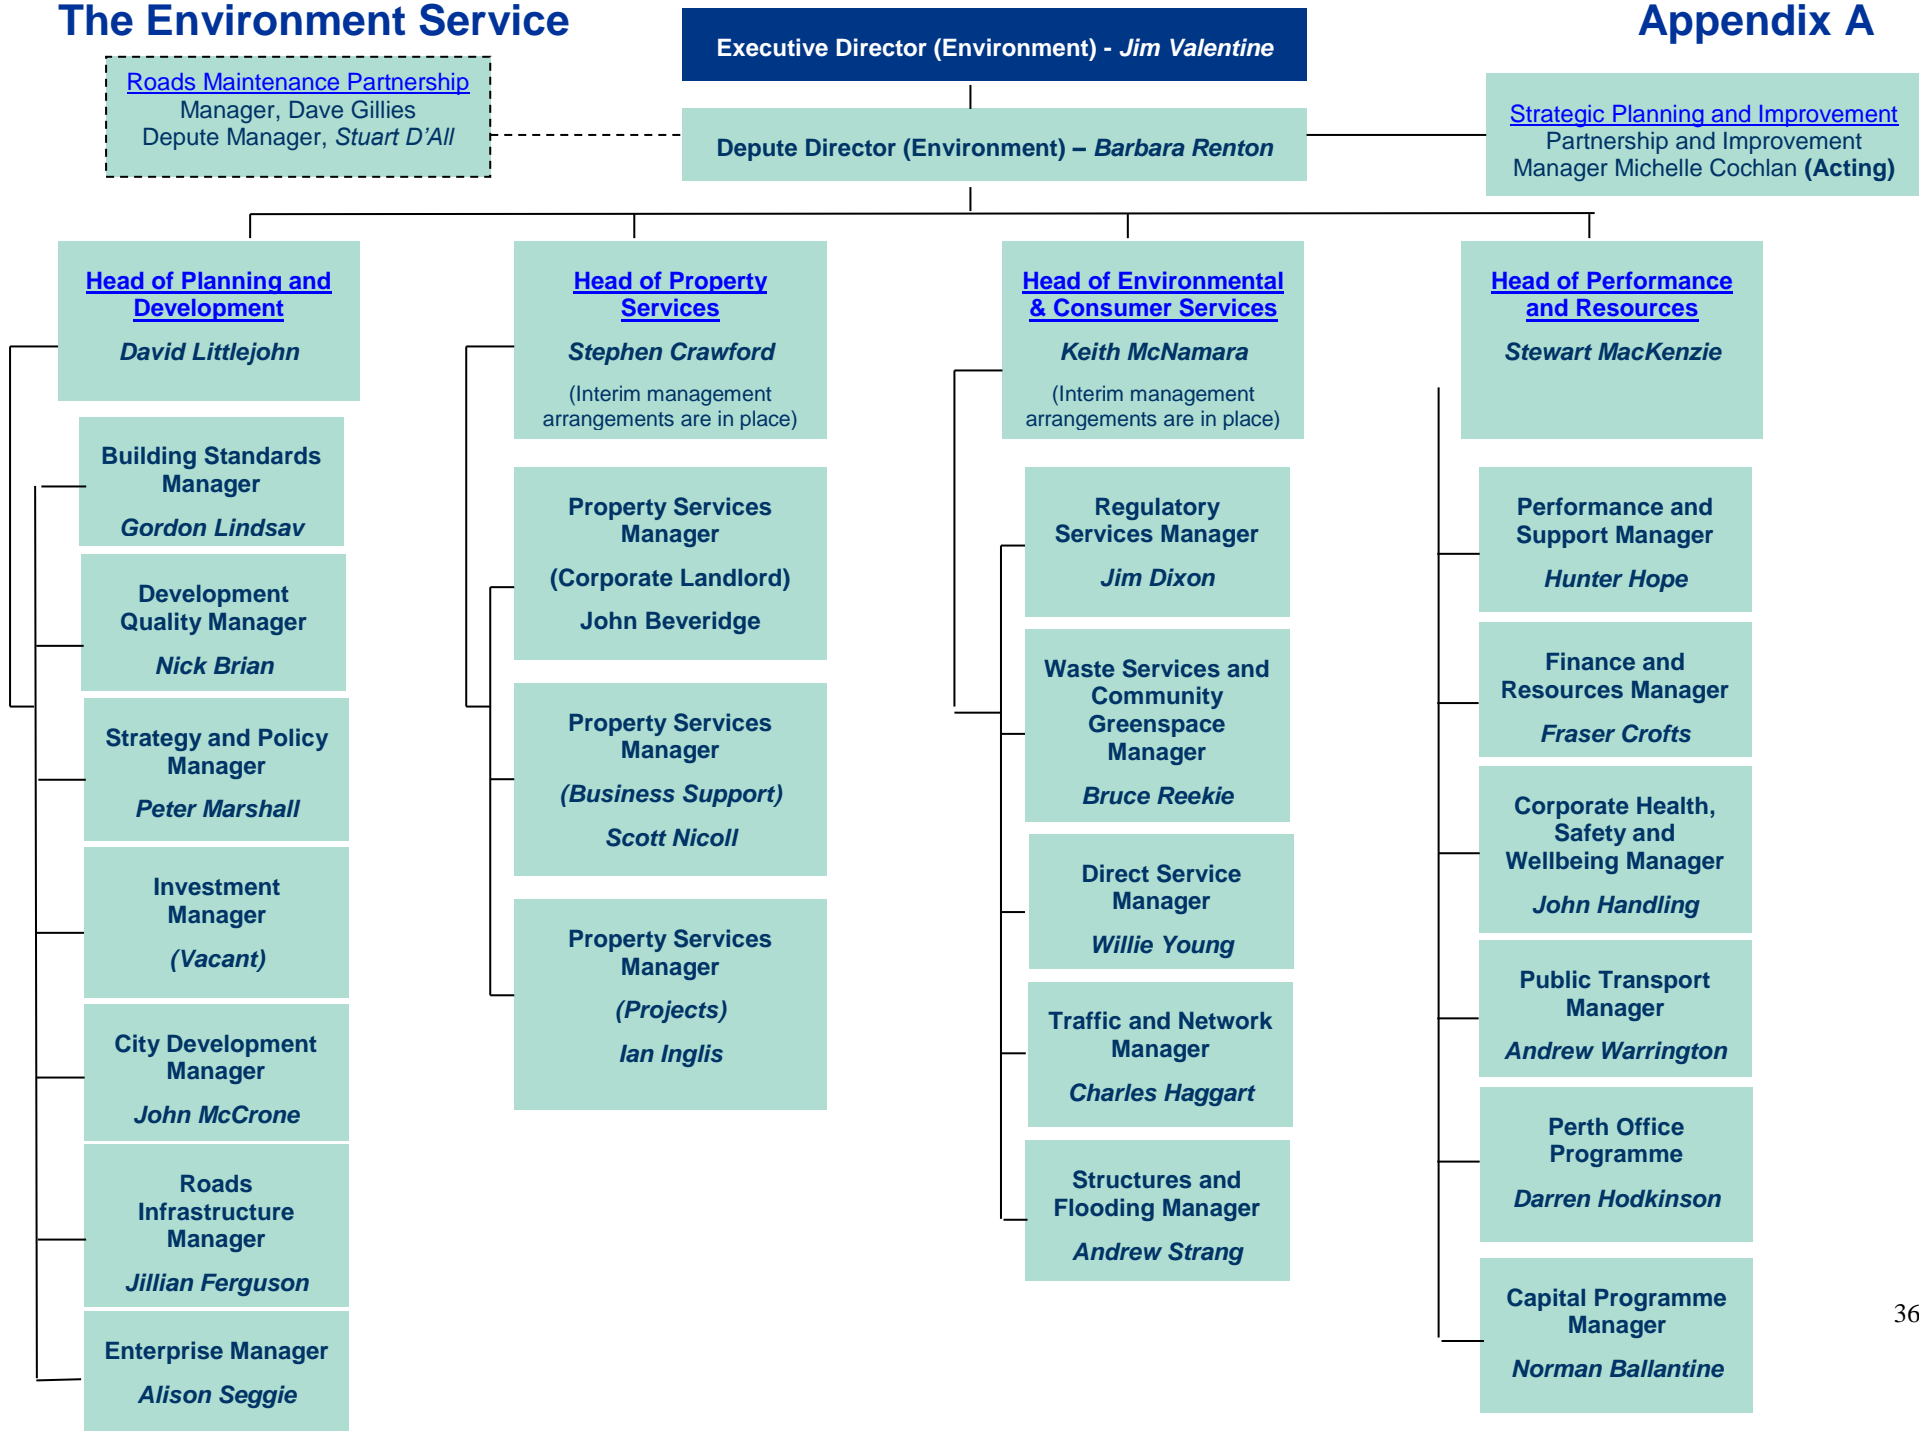 The Environment Service
Appendix A
Executive Director (Environment) - Jim Valentine
Roads Maintenance Partnership
Manager, Dave Gillies
Depute Manager, Stuart D’All
Depute Director (Environment) – Barbara Renton
Strategic Planning and Improvement
Partnership and Improvement
Manager Michelle Cochlan (Acting)
Head of Planning and
Development
David Littlejohn
Building Standards
Manager
Gordon Lindsay
Development
Quality Manager
Nick Brian
Strategy and Policy
Manager
Peter Marshall
Investment
Manager
(Vacant)
City Development
Manager
John McCrone
Roads
Infrastructure
Manager
Jillian Ferguson
Enterprise Manager
Alison Seggie
Head of Property
Services
Stephen Crawford
(Interim management
arrangements are in place)
Property Services
Manager
(Corporate Landlord)
John Beveridge
Property Services
Manager
(Business Support)
Scott Nicoll
Property Services
Manager
(Projects)
Ian Inglis
Head of Environmental
& Consumer Services
Keith McNamara
(Interim management
arrangements are in place)
Regulatory
Services Manager
Jim Dixon
Waste Services and
Community
Greenspace
Manager
Bruce Reekie
Direct Service
Manager
Willie Young
Traffic and Network
Manager
Charles Haggart
Structures and
Flooding Manager
Andrew Strang
Head of Performance
and Resources
Stewart MacKenzie
Performance and
Support Manager
Hunter Hope
Finance and
Resources Manager
Fraser Crofts
Corporate Health,
Safety and
Wellbeing Manager
John Handling
Public Transport
Manager
Andrew Warrington
Perth Office
Programme
Darren Hodkinson
Capital Programme
Manager
Norman Ballantine
36